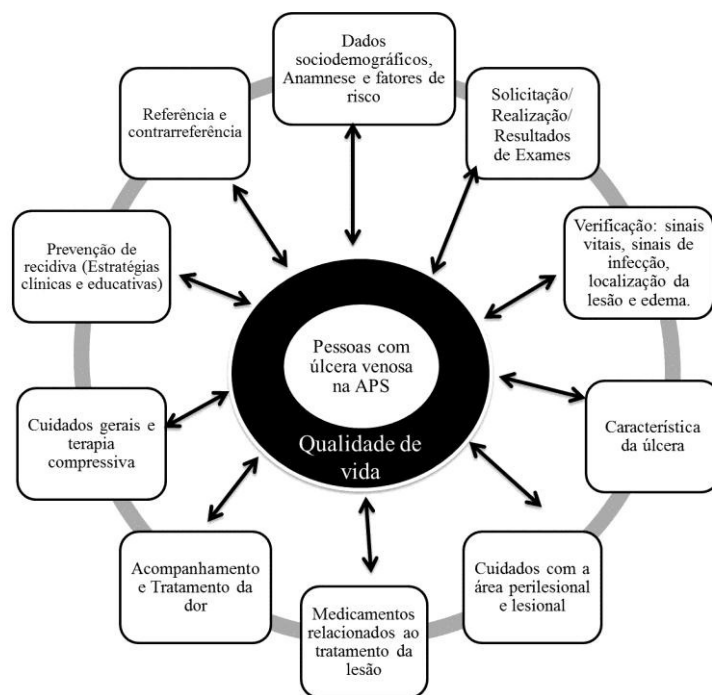 Dados
sociodemográficos,
Anamnese e fatores de
risco
Solicitação/
Realização/
Resultados
de Exames
Verificação: sinais
vitais, sinais de
infecção,
localização da
lesão e edema.
Característica
da úlcera
Cuidados com a
área perilesional e
lesional
Medicamentos
relacionados ao
tratamento da
lesão
Acompanhamento
e Tratamento da
dor
Cuidados gerais e
terapia
compressiva
Prevenção de
recidiva (Estratégias
clínicas e educativas)
Referência e
contrarreferência
Pessoas com
úlcera venosa
na APS
Qualidade de
vida